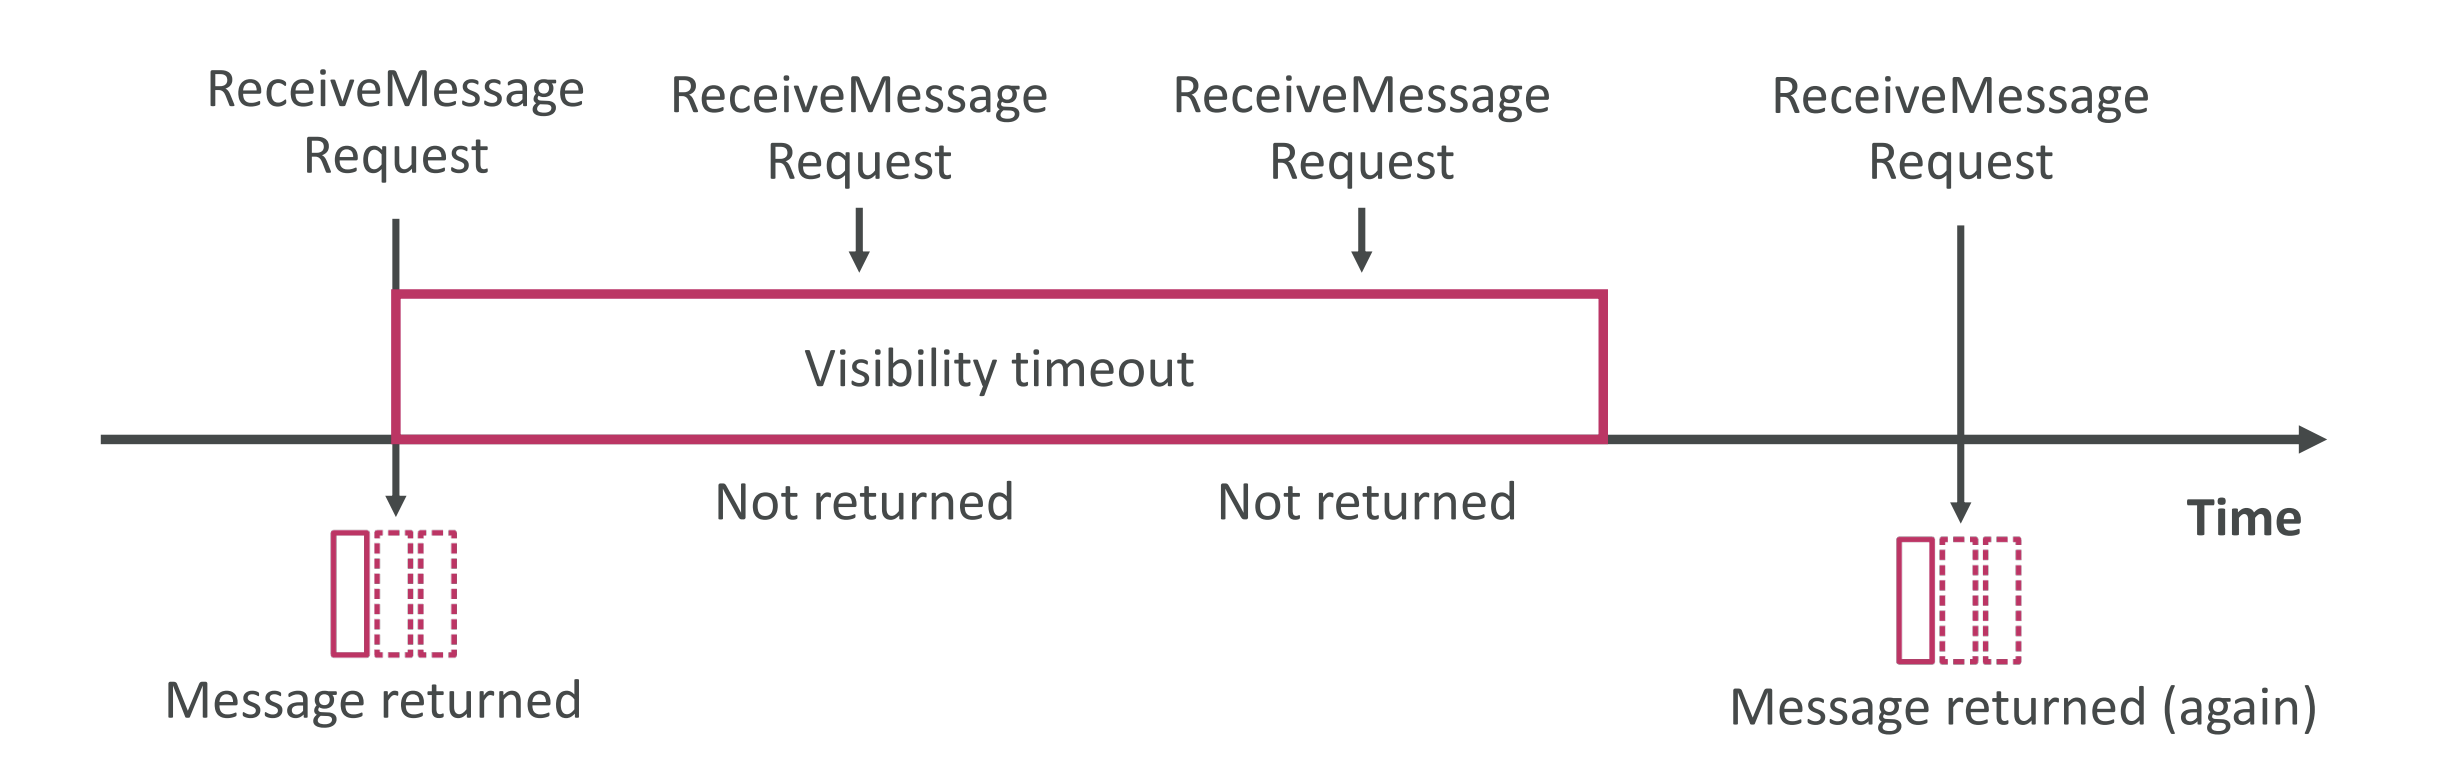 ReceiveMessage
Request
ReceiveMessage
Request
ReceiveMessage
Request
ReceiveMessage
Request
Visibility timeout
Not returned
Not returned
Time
Message returned
Message returned (again)